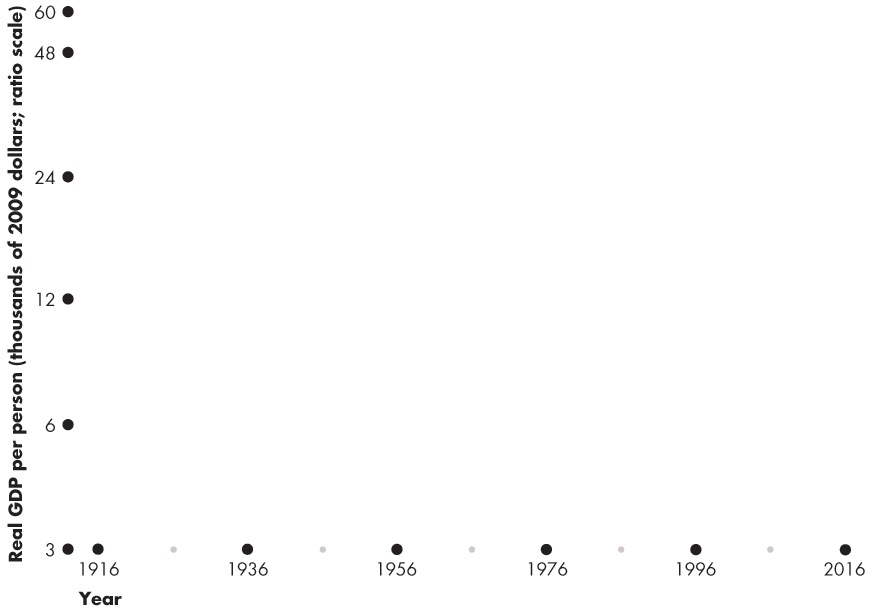 Real GDP per person (thousands of 2009 dollars; ratio scale)
60
48
24
12
6
3
1916 1936 1956 1976 1996 2016
Year